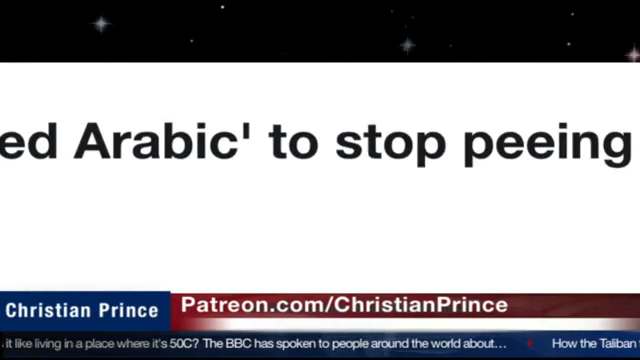 ed Arabic' to stop peeing
Christian Prince
Patreon.com/ChristianPrince
it like living in a place where it's 50C? The BBC has spoken to people around the world about... How the Taliban